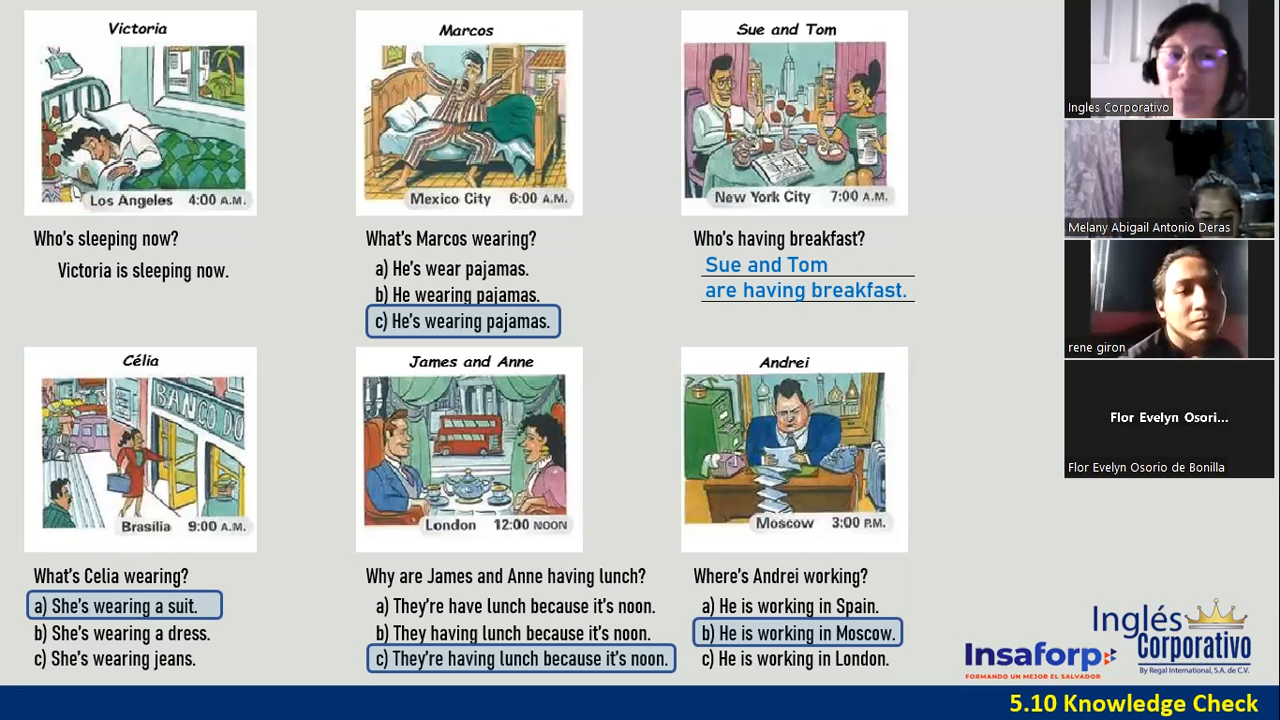 Victoria
Los Angeles 4:00 A.M.
Who's sleeping now?
Victoria is sleeping now.
Marcos
Mexico City 6:00 A.M.
What's Marcos wearing?
a) He's wear pajamas.
b) He wearing pajamas.
c) He's wearing pajamas.
Sue and Tom
New York City 7:00 A.M.
Who's having breakfast?
Sue and Tom
are having breakfast.
Célia
BANCO DO
Brasília 9:00 A.M.
What's Celia wearing?
a) She's wearing a suit.
b) She's wearing a dress.
c) She's wearing jeans.
James and Anne
London 12:00 NOON
Why are James and Anne having lunch?
a) They're have lunch because it's noon.
b) They having lunch because it's noon.
c) They're having lunch because it's noon.
Andrei
Moscow 3:00 P.M.
Where's Andrei working?
a) He is working in Spain.
b) He is working in Moscow.
c) He is working in London.
Ingles Corporativo
Melany Abigail Antonio Deras
rene giron
Flor Evelyn Osori...
Flor Evelyn Osorio de Bonilla
Insaforp
FORMANDO UN MEJOR EL SALVADOR
Inglés
Corporativo
By Regal International, S.A. de C.V.
5.10 Knowledge Check